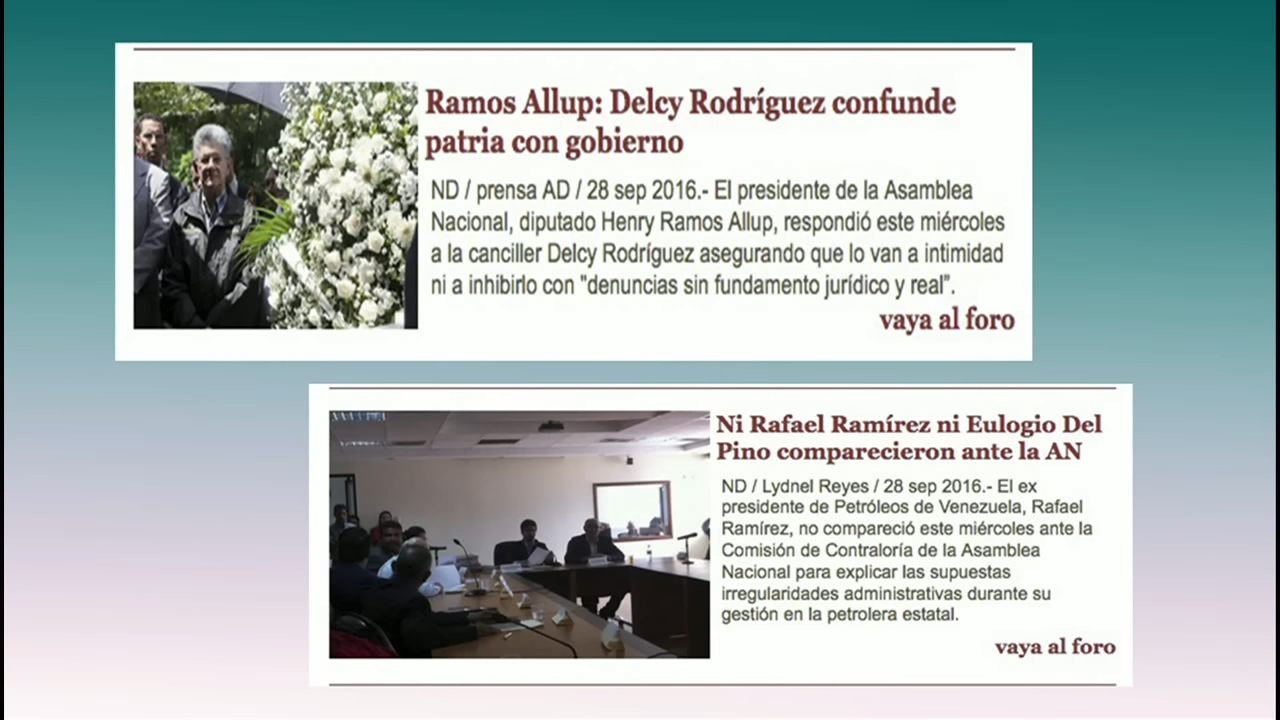 Ramos Allup: Delcy Rodríguez confunde
patria con gobierno
ND / prensa AD / 28 sep 2016.- El presidente de la Asamblea
Nacional, diputado Henry Ramos Allup, respondió este miércoles
a la canciller Delcy Rodríguez asegurando que lo van a intimidad
ni a inhibirlo con "denuncias sin fundamento jurídico y real”.
vaya al foro
Ni Rafael Ramírez ni Eulogio Del
Pino comparecieron ante la AN
ND / Lydnel Reyes / 28 sep 2016.- El ex
presidente de Petróleos de Venezuela, Rafael
Ramírez, no compareció este miércoles ante la
Comisión de Contraloría de la Asamblea
Nacional para explicar las supuestas
irregularidades administrativas durante su
gestión en la petrolera estatal.
vaya al foro